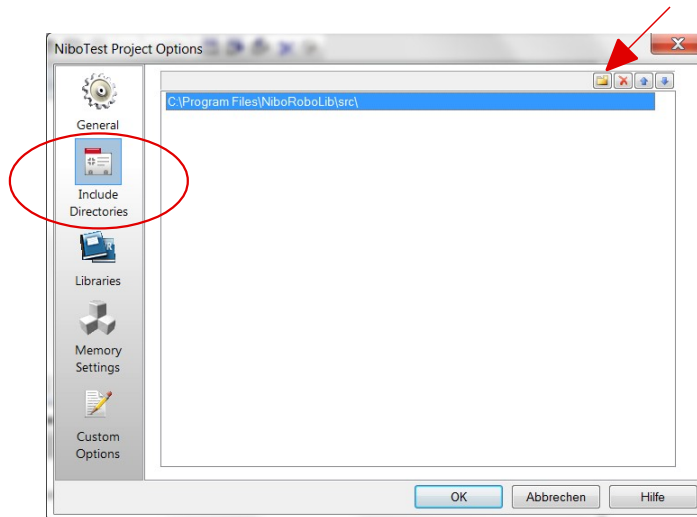 NiboTest Project Options
General
C:\Program Files\NiboRoboLib\src\
Include
Directories
Libraries
Memory
Settings
Custom
Options
OK
Abbrechen
Hilfe